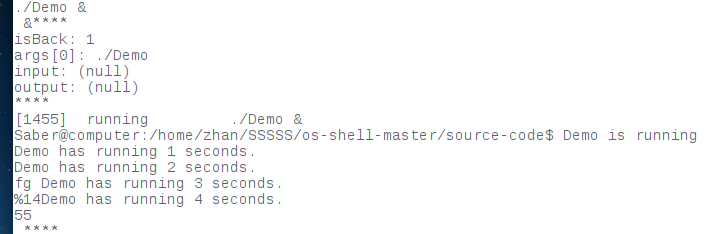 ./Demo &
 &****
isBack: 1
args[0]: ./Demo
input: (null)
output: (null)
****
[1455]  running          ./Demo &
Saber@computer:/home/zhan/SSSSS/os-shell-master/source-code$ Demo is running
Demo has running 1 seconds.
Demo has running 2 seconds.
fg Demo has running 3 seconds.
%14Demo has running 4 seconds.
55
 ****